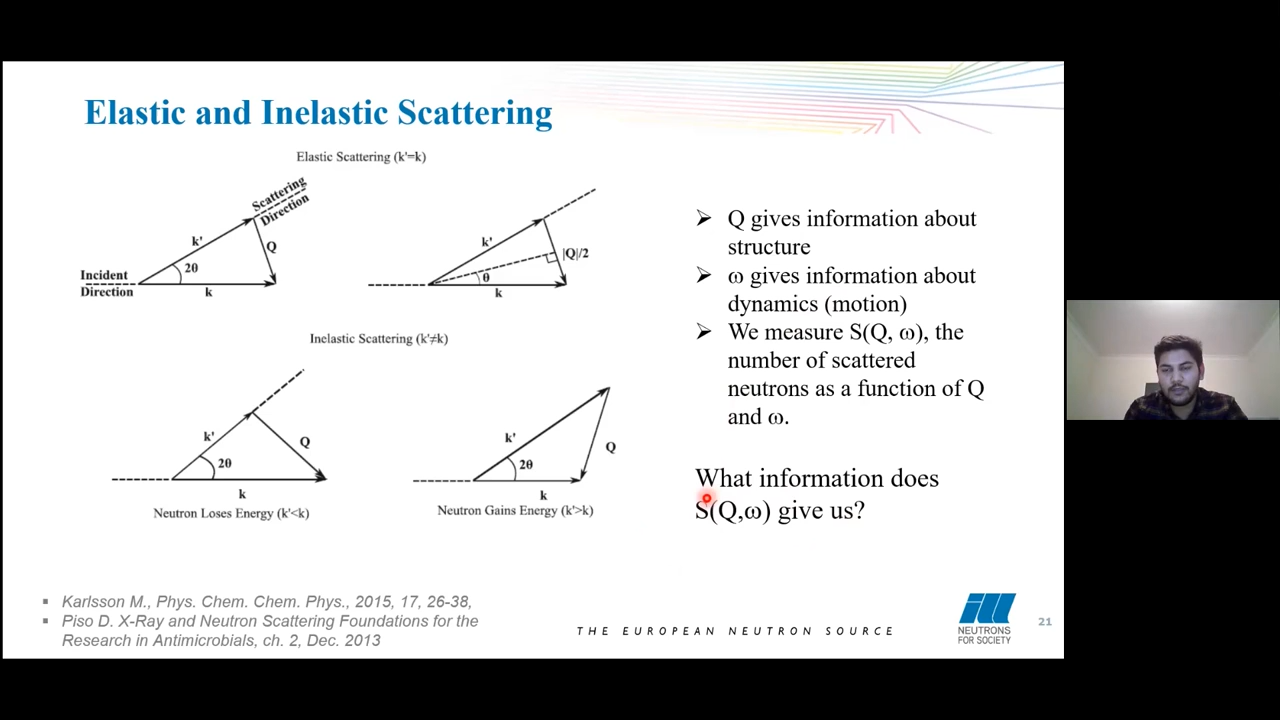 Elastic and Inelastic Scattering
Elastic Scattering (k'=k)
Scattering
Direction
k'
Q
2θ
Incident
Direction
k
k'
|Q|/2
θ
k
Inelastic Scattering (k'≠k)
k'
Q
2θ
k
Neutron Loses Energy (k'<k)
k'
Q
2θ
k
Neutron Gains Energy (k'>k)
Q gives information about
structure
ω gives information about
dynamics (motion)
We measure S(Q, ω), the
number of scattered
neutrons as a function of Q
and ω.
What information does
S(Q,ω) give us?
Karlsson M., Phys. Chem. Chem. Phys., 2015, 17, 26-38,
Piso D. X-Ray and Neutron Scattering Foundations for the
Research in Antimicrobials, ch. 2, Dec. 2013
THE EUROPEAN NEUTRON SOURCE
ill
NEUTRONS
FOR SOCIETY
21